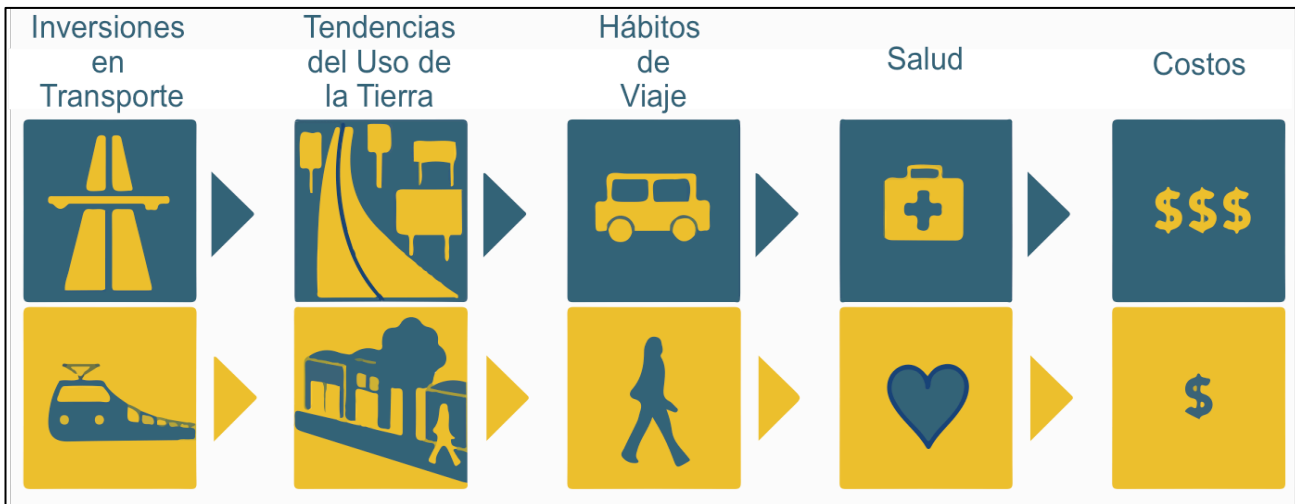 Inversiones
en
Transporte
Tendencias
del Uso de
la Tierra
Hábitos
de
Viaje
Salud
Costos
$$$
$